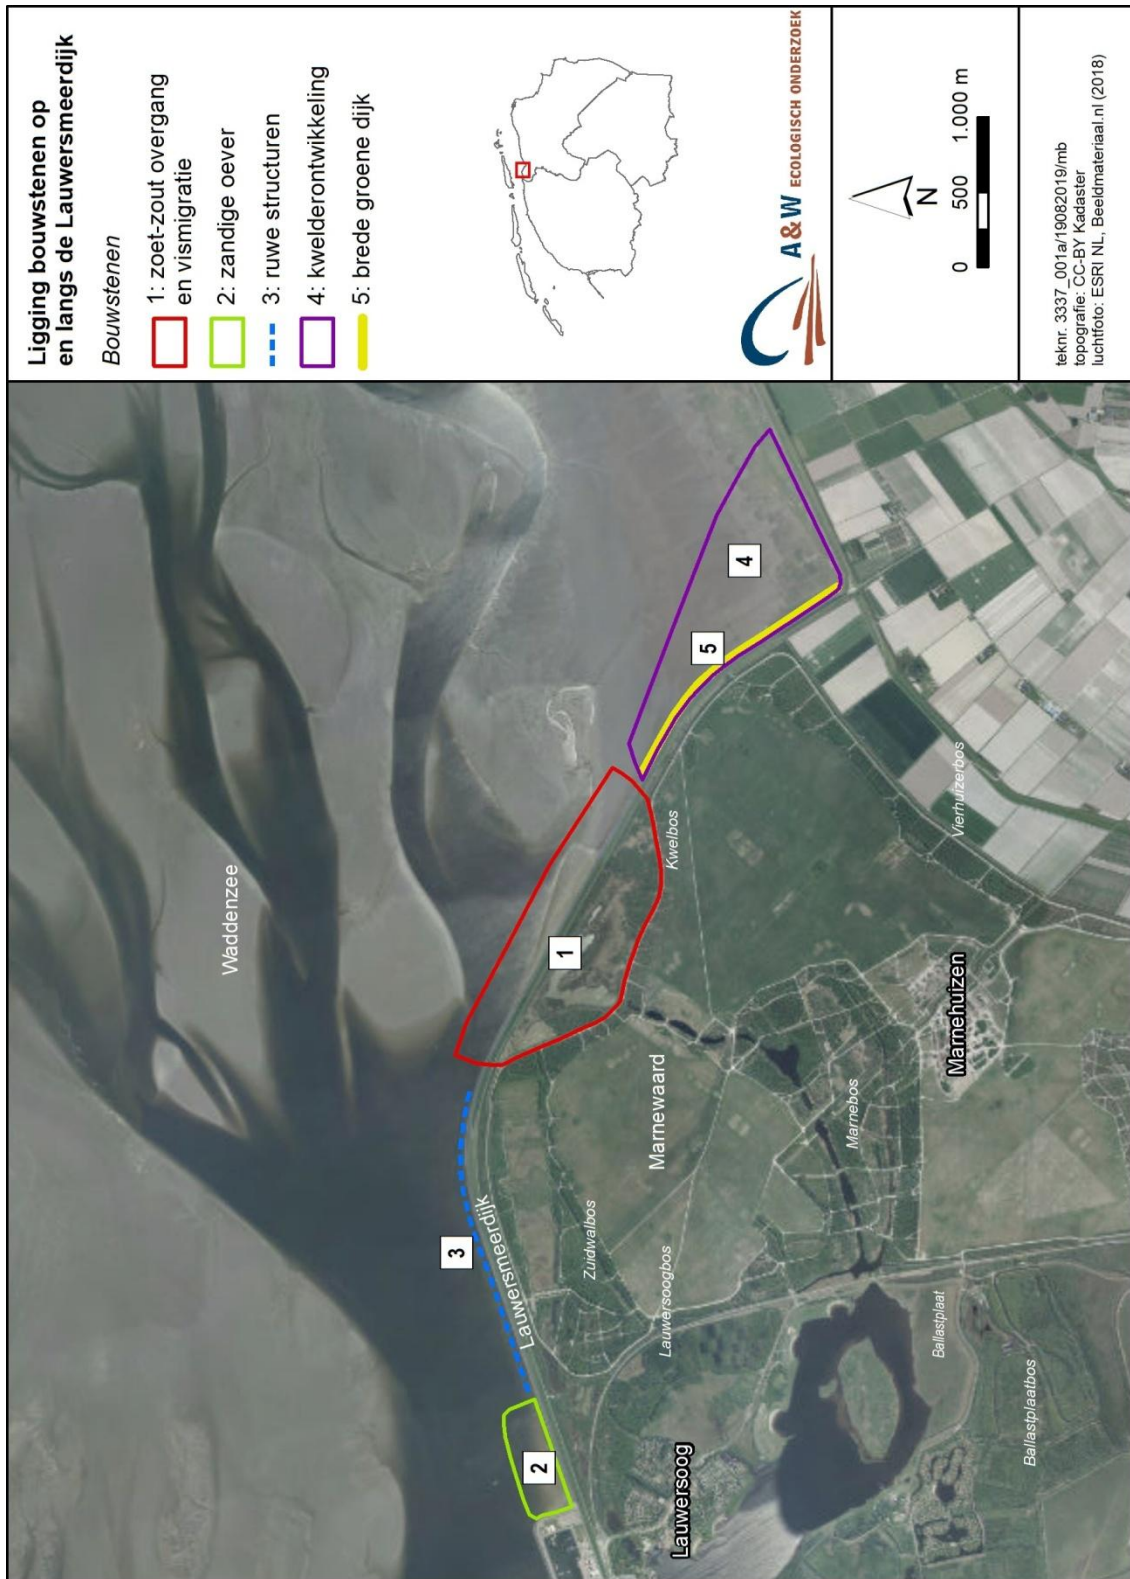 Ligging bouwstenen op
en langs de Lauwersmeerdijk
Bouwstenen
1: zoet-zout overgang
en vismigratie
2: zandige oever
3: ruwe structuren
4: kwelderontwikkeling
5: brede groene dijk
A&W ECOLOGISCH ONDERZOEK
N
0 500 1.000 m
teknr. 3337_001a/19082019/mb
topografie: CC-BY Kadaster
luchtfoto: ESRI NL, Beeldmateriaal.nl (2018)
Waddenzee
3
Lauwersmeerdijk
2
1
5
4
Zuidwalbos
Kwelbos
Lauwersoogbos
Marnewaard
Lauwersoog
Marnebos
Vierhuizerbos
Marnehuizen
Ballastplaat
Ballastplaatbos